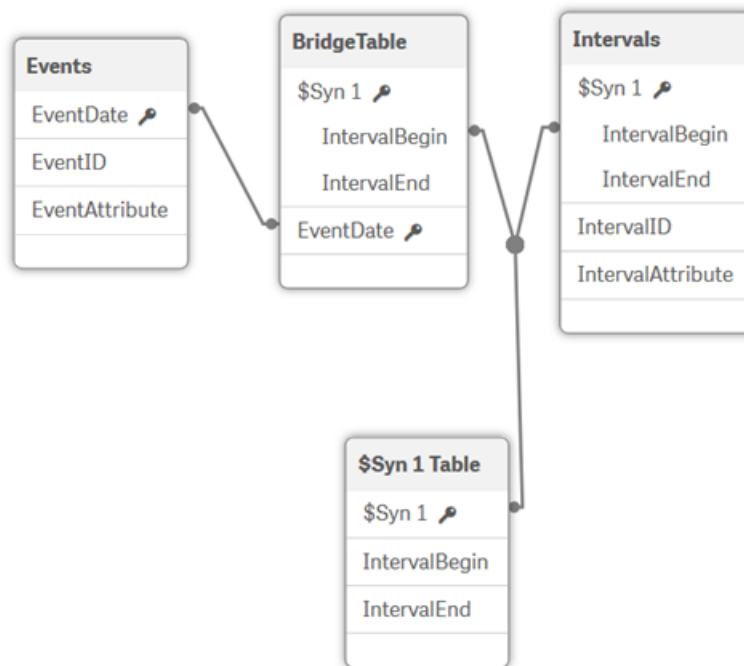 Events
EventDate
EventID
EventAttribute
BridgeTable
$Syn 1
IntervalBegin
IntervalEnd
EventDate
Intervals
$Syn 1
IntervalBegin
IntervalEnd
IntervalID
IntervalAttribute
$Syn 1 Table
$Syn 1
IntervalBegin
IntervalEnd